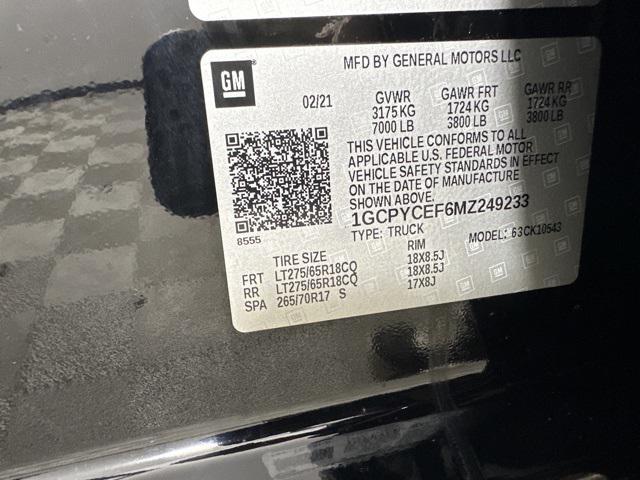 GM
MFD BY GENERAL MOTORS LLC
02/21
GVWR GAWR FRT GAWR RR
3175 KG 1724 KG 1724 KG
7000 LB 3800 LB 3800 LB
THIS VEHICLE CONFORMS TO ALL
APPLICABLE U.S. FEDERAL MOTOR
VEHICLE SAFETY STANDARDS IN EFFECT
ON THE DATE OF MANUFACTURE
SHOWN ABOVE.
1GCPYCEF6MZ249233
8555
TYPE: TRUCK MODEL: 63CK10543
TIRE SIZE RIM
FRT LT275/65R18CQ 18X8.5J
RR LT275/65R18CQ 18X8.5J
SPA 265/70R17 S 17X8J